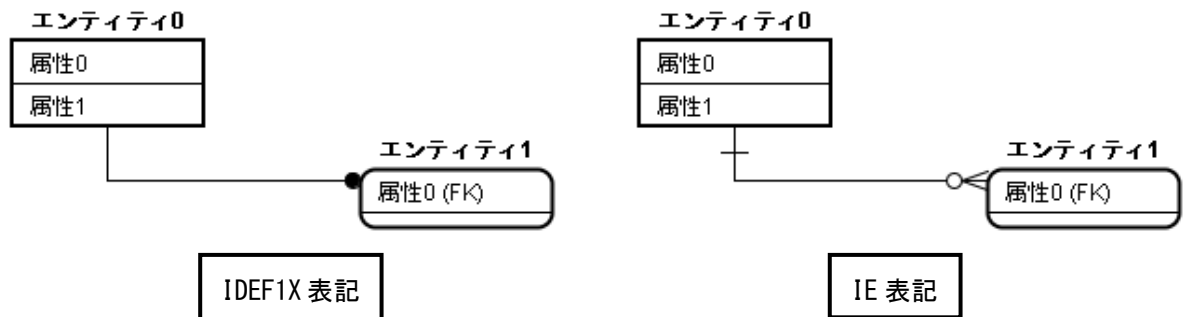 エンティティ0
属性0
属性1
エンティティ1
属性0 (FK)
IDEF1X 表記
エンティティ0
属性0
属性1
エンティティ1
属性0 (FK)
IE 表記